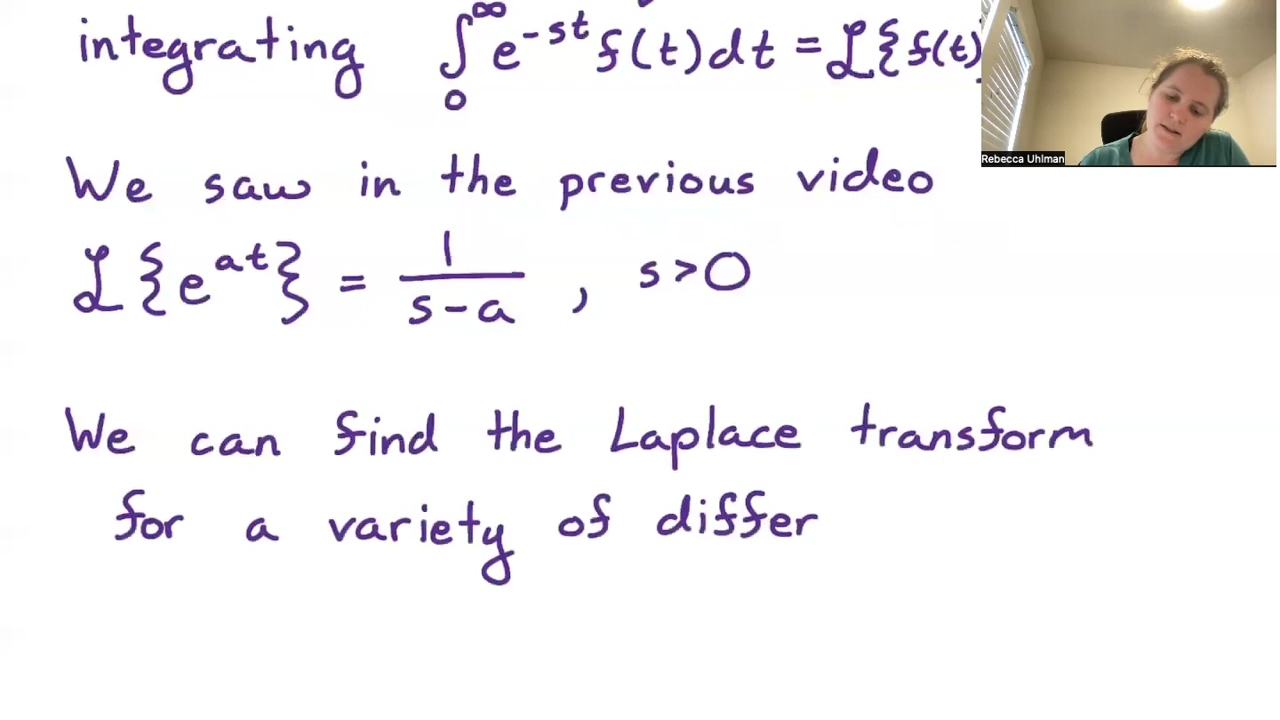 integrating ∫₀^∞ e^{-st} f(t) dt = ℒ{f(t)
Rebecca Uhlman
We saw in the previous video
ℒ{e^{at}} = 1/(s-a) , s>0
We can find the Laplace transform
for a variety of differ